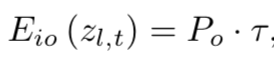 E_{io} (z_{l,t}) = P_o · τ,